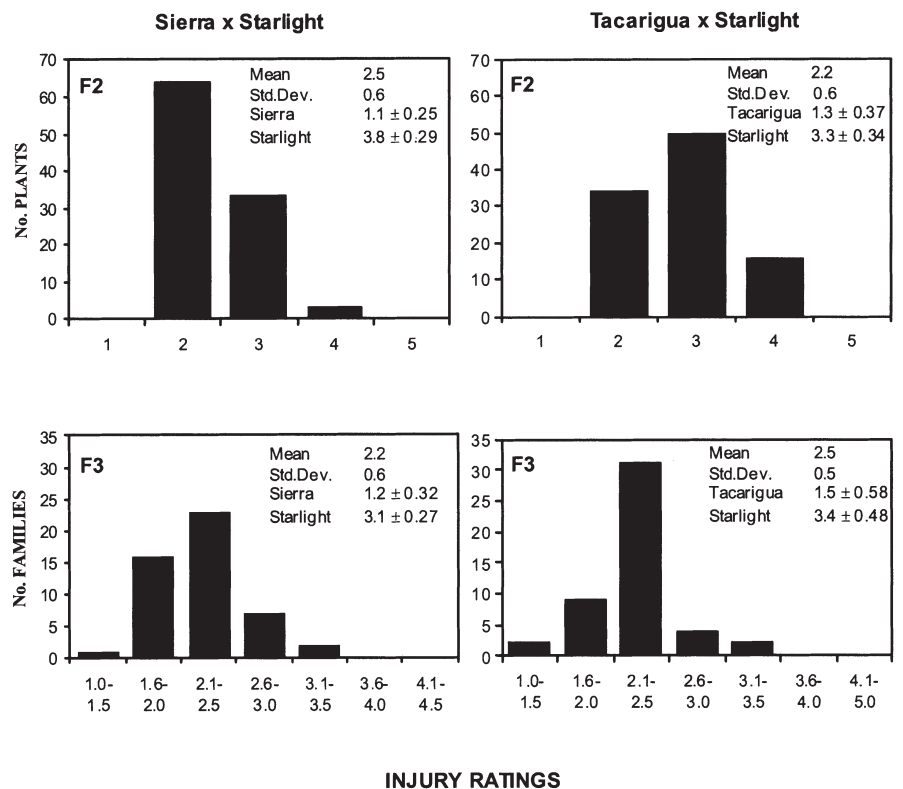 Sierra x Starlight
Tacarigua x Starlight
F2
Mean 2.5
Std.Dev. 0.6
Sierra 1.1 ± 0.25
Starlight 3.8 ± 0.29
No. PLANTS
70
60
50
40
30
20
10
0
1 2 3 4 5
F2
Mean 2.2
Std.Dev. 0.6
Tacarigua 1.3 ± 0.37
Starlight 3.3 ± 0.34
70
60
50
40
30
20
10
0
1 2 3 4 5
F3
Mean 2.2
Std.Dev. 0.6
Sierra 1.2 ± 0.32
Starlight 3.1 ± 0.27
No. FAMILIES
35
30
25
20
15
10
5
0
1.0- 1.6- 2.1- 2.6- 3.1- 3.6- 4.1-
1.5 2.0 2.5 3.0 3.5 4.0 4.5
F3
Mean 2.5
Std.Dev. 0.5
Tacarigua 1.5 ± 0.58
Starlight 3.4 ± 0.48
35
30
25
20
15
10
5
0
1.0- 1.6- 2.1- 2.6- 3.1- 3.6- 4.1-
1.5 2.0 2.5 3.0 3.5 4.0 5.0
INJURY RATINGS